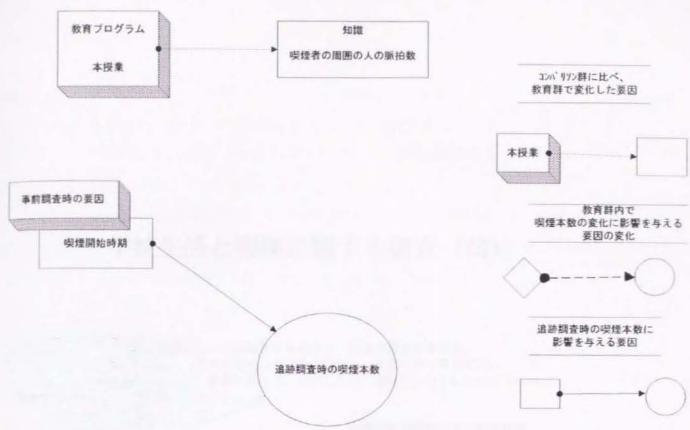 教育プログラム
本授業
知識
喫煙者の周囲の人の脈拍数
事前調査時の要因
喫煙開始時期
追跡調査時の喫煙本数
ｺﾝﾊﾟﾘｿﾝ群に比べ、
教育群で変化した要因
本授業
教育群内で
喫煙本数の変化に影響を与える
要因の変化
追跡調査時の喫煙本数に
影響を与える要因